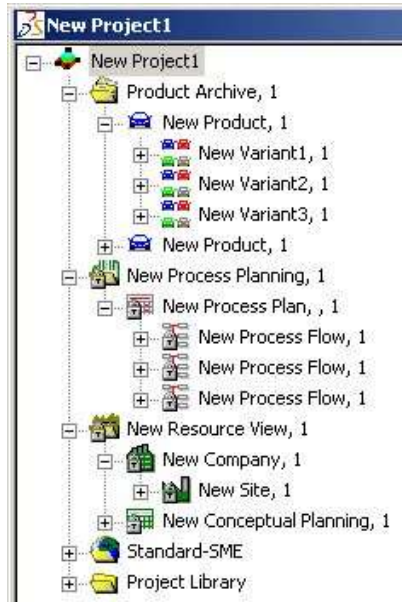 New Project1
New Project1
Product Archive, 1
New Product, 1
New Variant1, 1
New Variant2, 1
New Variant3, 1
New Product, 1
New Process Planning, 1
New Process Plan, , 1
New Process Flow, 1
New Process Flow, 1
New Process Flow, 1
New Resource View, 1
New Company, 1
New Site, 1
New Conceptual Planning, 1
Standard-SME
Project Library